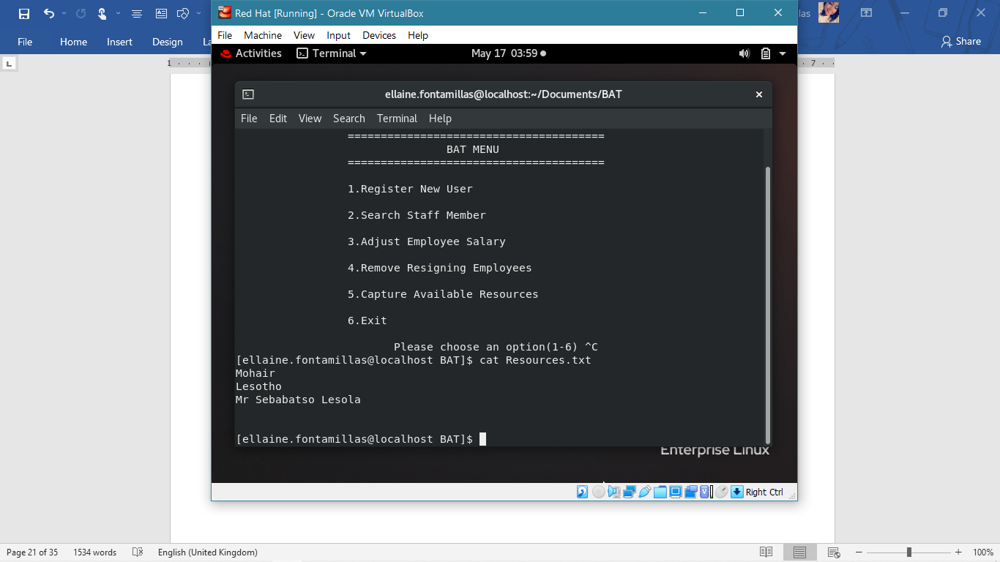 Red Hat [Running] - Oracle VM VirtualBox
las
File Machine View Input Devices Help
File Home Insert Design La
Share
Activities Terminal May 17 03:59
1 7
L
ellaine.fontamillas@localhost:~/Documents/BAT
File Edit View Search Terminal Help
=======================================
BAT MENU
=======================================
1.Register New User
2.Search Staff Member
3.Adjust Employee Salary
4.Remove Resigning Employees
5.Capture Available Resources
6.Exit
Please choose an option(1-6) ^C
[ellaine.fontamillas@localhost BAT]$ cat Resources.txt
Mohair
Lesotho
Mr Sebabatso Lesola
[ellaine.fontamillas@localhost BAT]$
Enterprise Linux
Right Ctrl
Page 21 of 35 1534 words English (United Kingdom) 100%